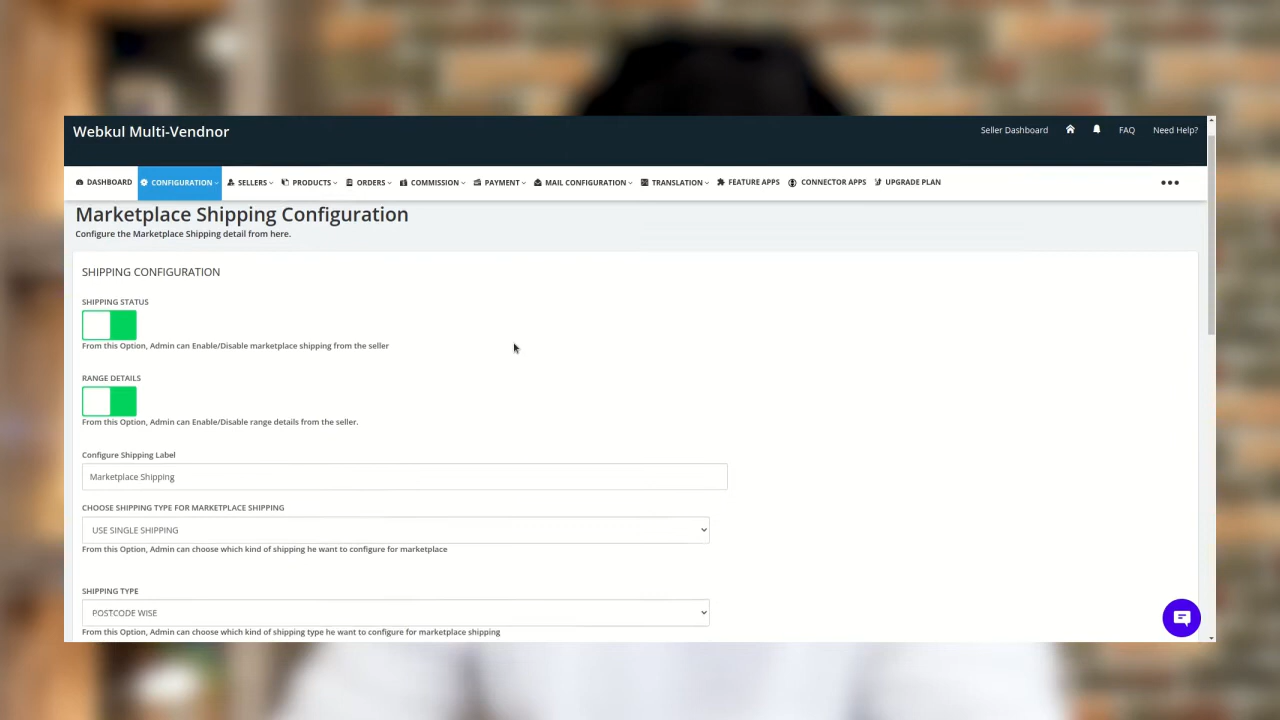 Webkul Multi-Vendnor
Seller Dashboard FAQ Need Help?
DASHBOARD CONFIGURATION SELLERS PRODUCTS ORDERS COMMISSION PAYMENT MAIL CONFIGURATION TRANSLATION FEATURE APPS CONNECTOR APPS UPGRADE PLAN
Marketplace Shipping Configuration
Configure the Marketplace Shipping detail from here.
SHIPPING CONFIGURATION
SHIPPING STATUS
From this Option, Admin can Enable/Disable marketplace shipping from the seller
RANGE DETAILS
From this Option, Admin can Enable/Disable range details from the seller.
Configure Shipping Label
Marketplace Shipping
CHOOSE SHIPPING TYPE FOR MARKETPLACE SHIPPING
USE SINGLE SHIPPING
From this Option, Admin can choose which kind of shipping he want to configure for marketplace
SHIPPING TYPE
POSTCODE WISE
From this Option, Admin can choose which kind of shipping type he want to configure for marketplace shipping